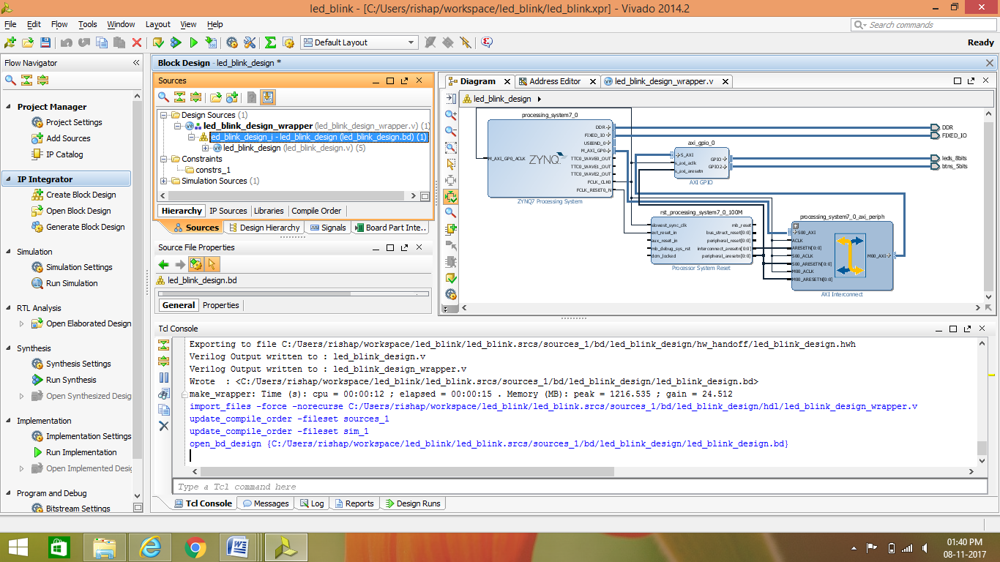 led_blink - [C:/Users/rishap/workspace/led_blink/led_blink.xpr] - Vivado 2014.2
File Edit Flow Tools Window Layout View Help
Search commands
Default Layout
Ready
Flow Navigator
Project Manager
Project Settings
Add Sources
IP Catalog
IP Integrator
Create Block Design
Open Block Design
Generate Block Design
Simulation
Simulation Settings
Run Simulation
RTL Analysis
Open Elaborated Design
Synthesis
Synthesis Settings
Run Synthesis
Open Synthesized Desig
Implementation
Implementation Settings
Run Implementation
Open Implemented Desig
Program and Debug
Bitstream Settings
Block Design - led_blink_design *
Sources
Design Sources (1)
led_blink_design_wrapper (led_blink_design_wrapper.v) (1)
led_blink_design_i - led_blink_design (led_blink_design.bd) (1)
led_blink_design (led_blink_design.v) (5)
Constraints
constrs_1
Simulation Sources (1)
Hierarchy IP Sources Libraries Compile Order
Sources Design Hierarchy Signals Board Part Inte..
Source File Properties
led_blink_design.bd
General Properties
Diagram Address Editor led_blink_design_wrapper.v
led_blink_design
processing_system7_0
M_AXI_GP0_ACLK
ZYNQ
DDR
FIXED_IO
USBIND_0
M_AXI_GP0
TTC0_WAVE0_OUT
TTC0_WAVE1_OUT
TTC0_WAVE2_OUT
FCLK_CLK0
FCLK_RESET0_N
ZYNQ7 Processing System
axi_gpio_0
S_AXI
s_axi_aclk
s_axi_aresetn
GPIO
GPIO2
AXI GPIO
DDR
FIXED_IO
leds_8bits
btns_5bits
rst_processing_system7_0_100M
slowest_sync_clk
ext_reset_in
aux_reset_in
mb_debug_sys_rst
dcm_locked
mb_reset
bus_struct_reset[0:0]
peripheral_reset[0:0]
interconnect_aresetn[0:0]
peripheral_aresetn[0:0]
Processor System Reset
processing_system7_0_axi_periph
S00_AXI
ACLK
ARESETN[0:0]
S00_ACLK
S00_ARESETN[0:0]
M00_ACLK
M00_ARESETN[0:0]
M00_AXI
AXI Interconnect
Tcl Console
Exporting to file C:/Users/rishap/workspace/led_blink/led_blink.srcs/sources_1/bd/led_blink_design/hw_handoff/led_blink_design.hwh
Verilog Output written to : led_blink_design.v
Verilog Output written to : led_blink_design_wrapper.v
Wrote  : <C:/Users/rishap/workspace/led_blink/led_blink.srcs/sources_1/bd/led_blink_design/led_blink_design.bd>
make_wrapper: Time (s): cpu = 00:00:12 ; elapsed = 00:00:15 . Memory (MB): peak = 1216.535 ; gain = 24.512
import_files -force -norecurse C:/Users/rishap/workspace/led_blink/led_blink.srcs/sources_1/bd/led_blink_design/hdl/led_blink_design_wrapper.v
update_compile_order -fileset sources_1
update_compile_order -fileset sim_1
open_bd_design {C:/Users/rishap/workspace/led_blink/led_blink.srcs/sources_1/bd/led_blink_design/led_blink_design.bd}
Type a Tcl command here
Tcl Console Messages Log Reports Design Runs
01:40 PM
08-11-2017